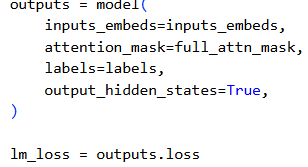 outputs = model(
    inputs_embeds=inputs_embeds,
    attention_mask=full_attn_mask,
    labels=labels,
    output_hidden_states=True,
)
lm_loss = outputs.loss